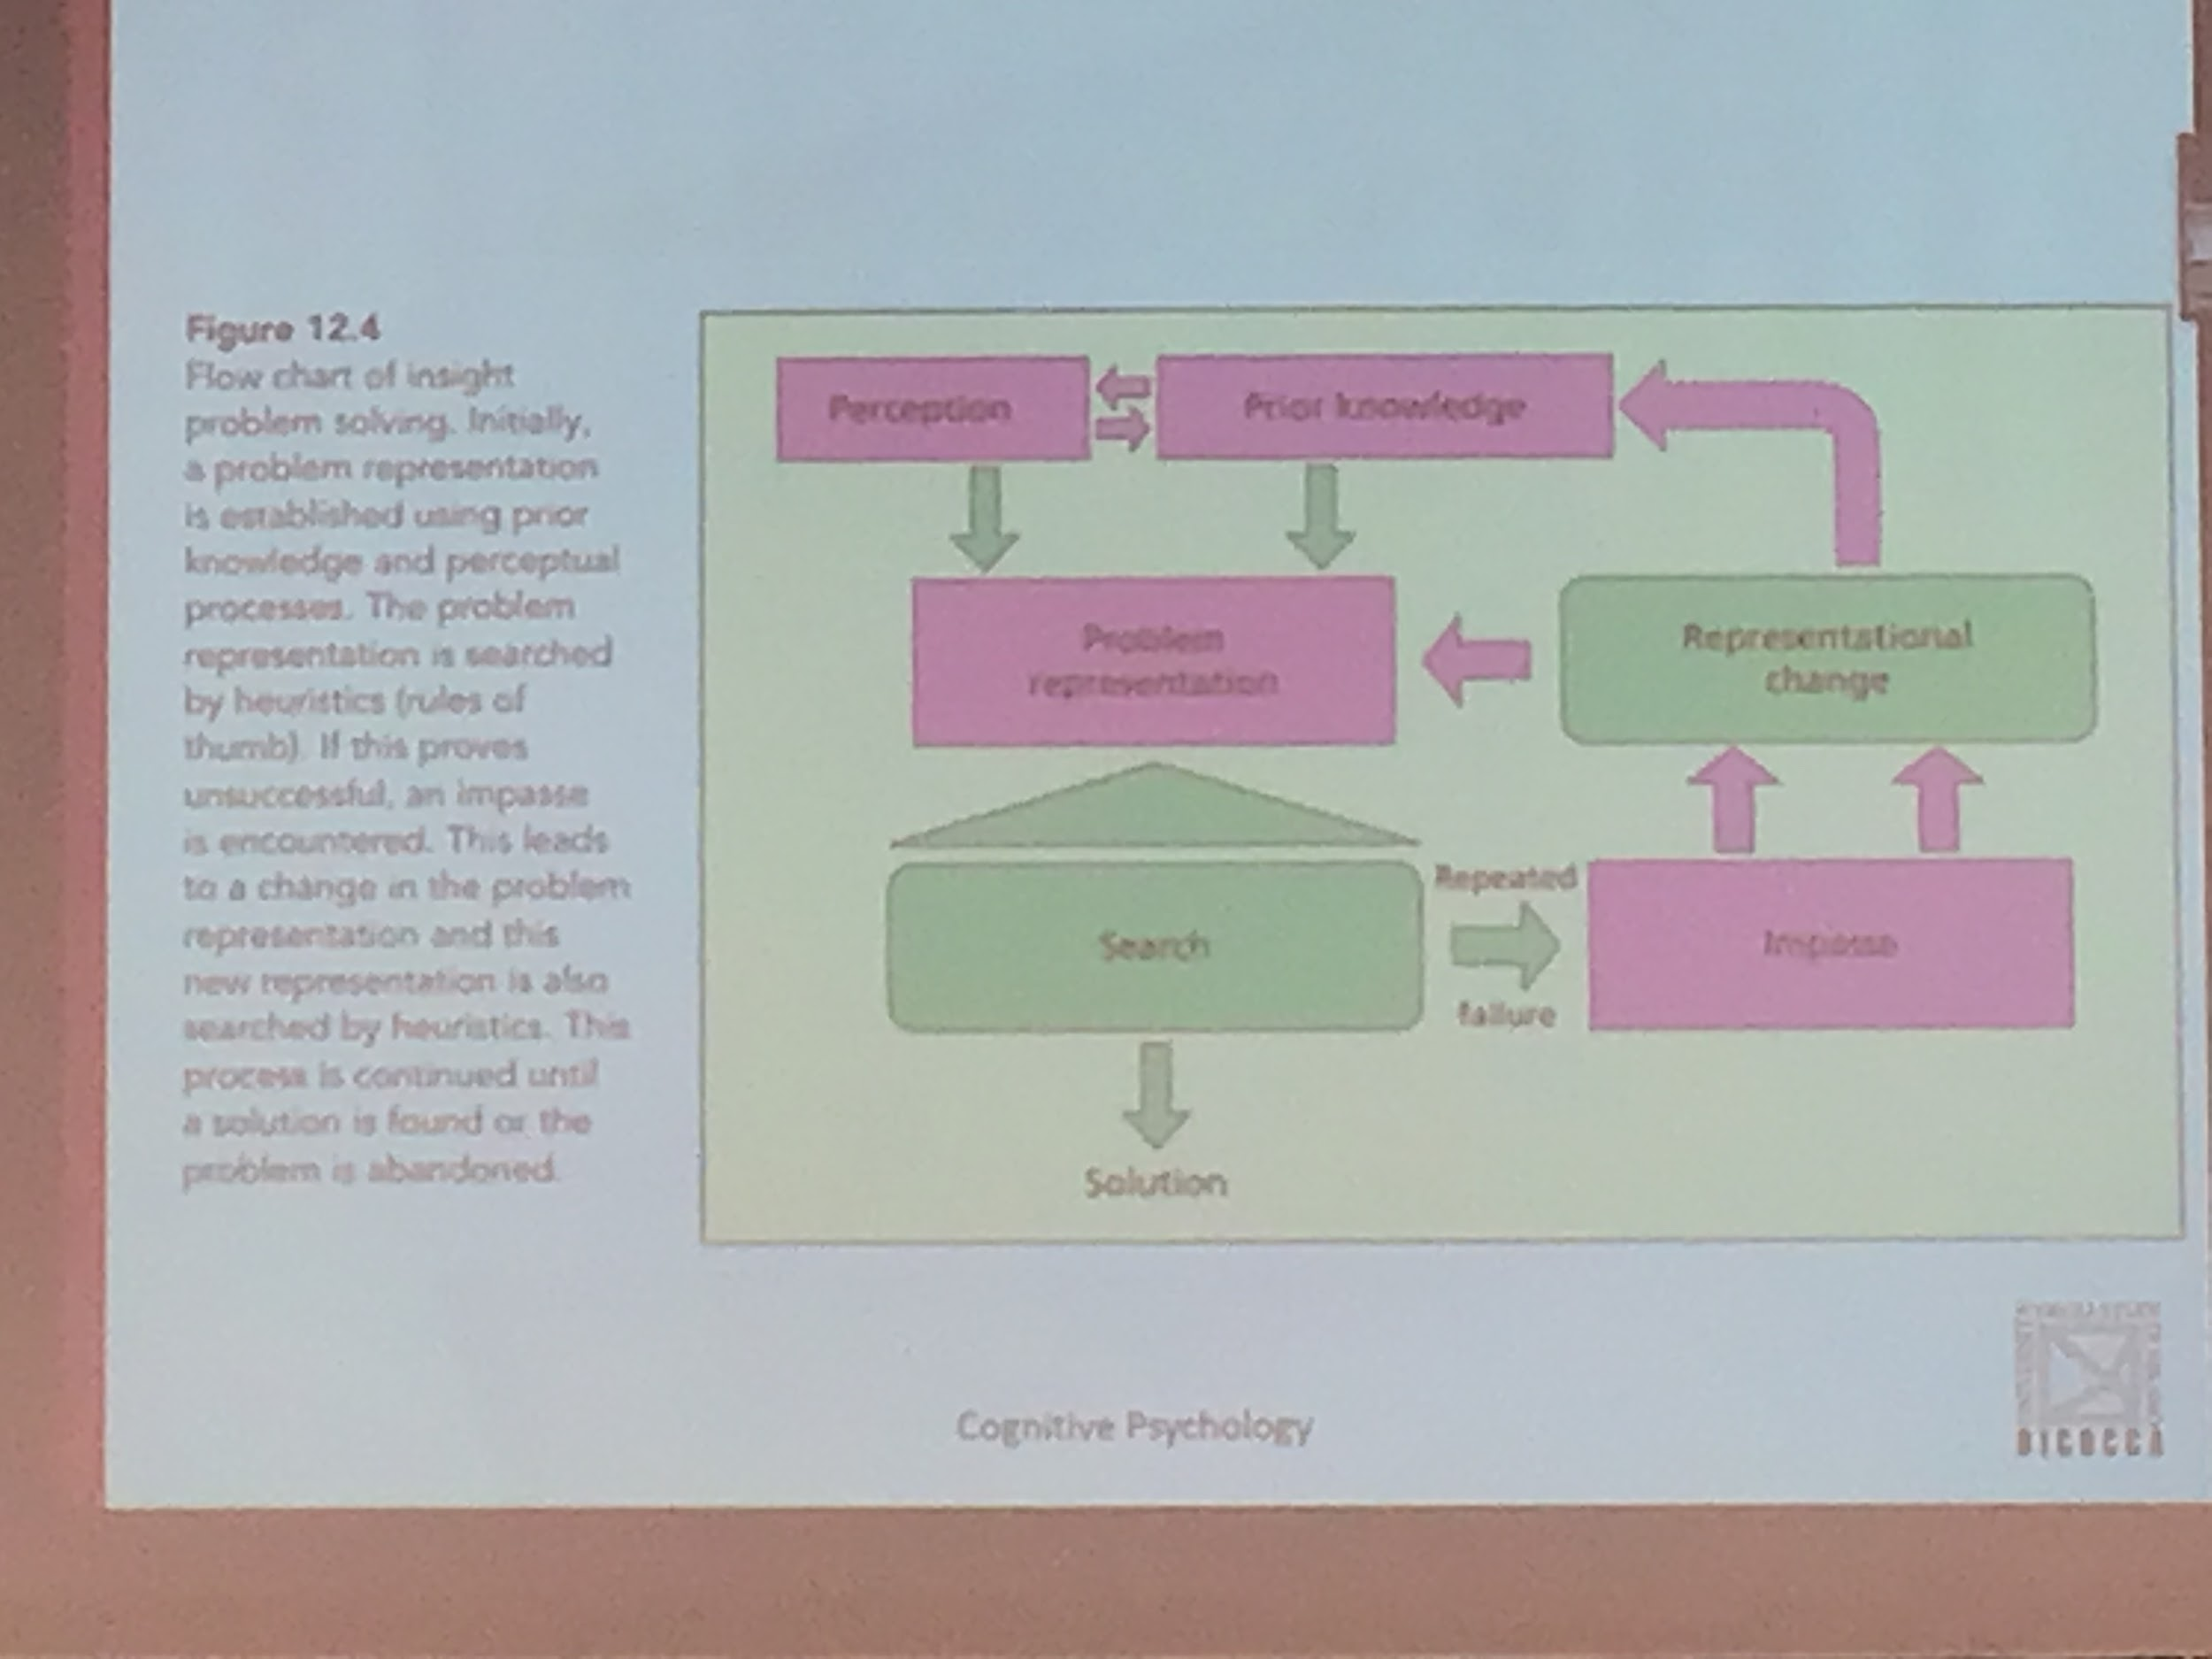 Figure 12.4
Flow chart of insight
problem solving. Initially,
a problem representation
is established using prior
knowledge and perceptual
processes. The problem
representation is searched
by heuristics (rules of
thumb). If this proves
unsuccessful, an impasse
is encountered. This leads
to a change in the problem
representation and this
new representation is also
searched by heuristics. This
process is continued until
a solution is found or the
problem is abandoned.
Perception
Prior knowledge
Problem
representation
Representational
change
Search
Repeated
failure
Impasse
Solution
Cognitive Psychology
BICOCCA